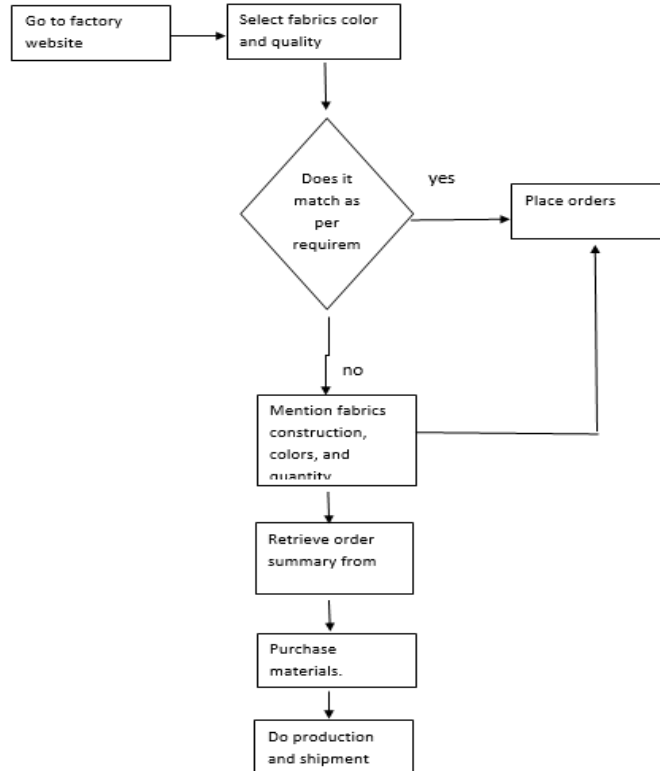 Go to factory
website
Select fabrics color
and quality
Does it
match as
per
requirem
yes
Place orders
no
Mention fabrics
construction,
colors, and
quantity
Retrieve order
summary from
Purchase
materials.
Do production
and shipment